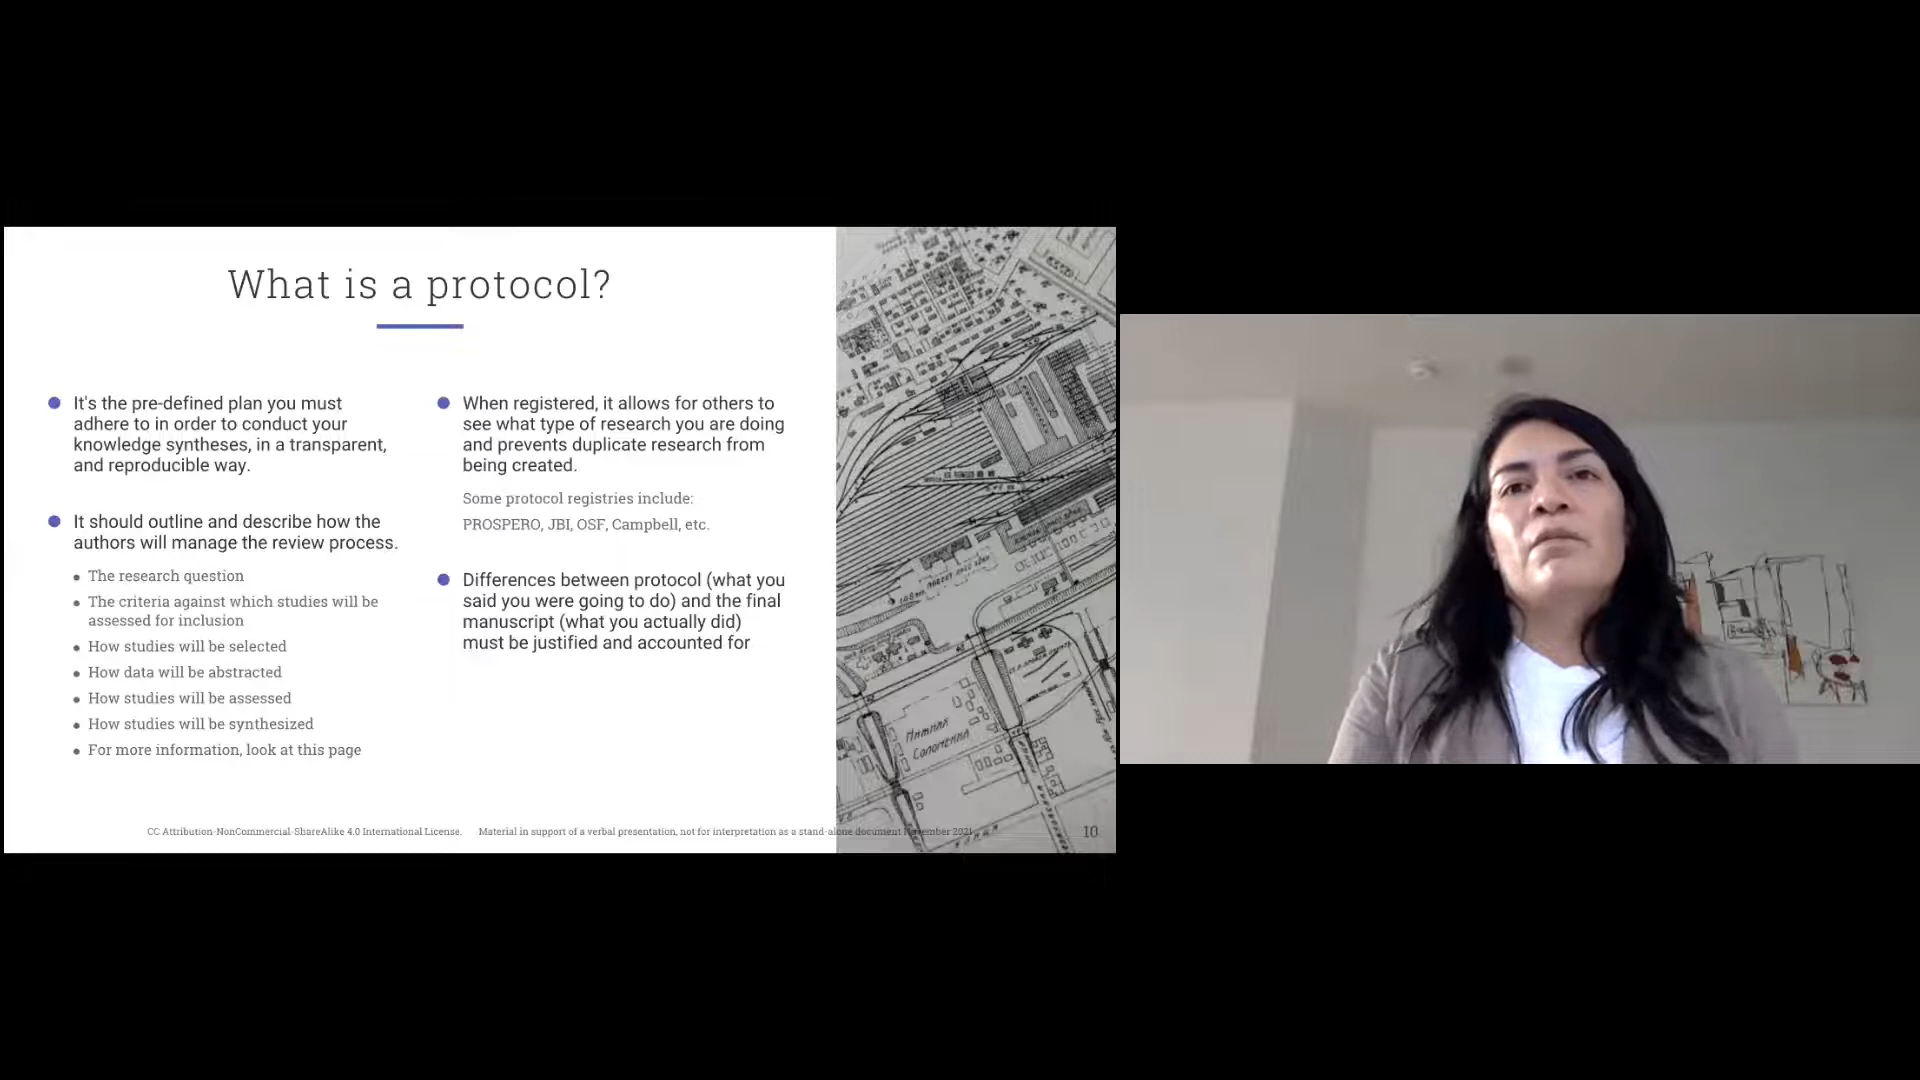 What is a protocol?
It's the pre-defined plan you must
adhere to in order to conduct your
knowledge syntheses, in a transparent,
and reproducible way.
It should outline and describe how the
authors will manage the review process.
The research question
The criteria against which studies will be
assessed for inclusion
How studies will be selected
How data will be abstracted
How studies will be assessed
How studies will be synthesized
For more information, look at this page
When registered, it allows for others to
see what type of research you are doing
and prevents duplicate research from
being created.
Some protocol registries include:
PROSPERO, JBI, OSF, Campbell, etc.
Differences between protocol (what you
said you were going to do) and the final
manuscript (what you actually did)
must be justified and accounted for
CC Attribution-NonCommercial-ShareAlike 4.0 International License. Material in support of a verbal presentation, not for interpretation as a stand-alone document November 2021
10